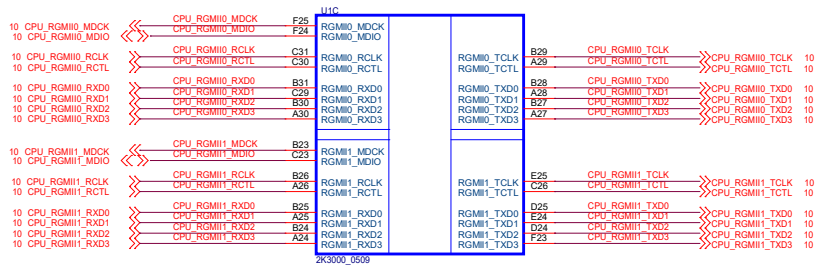 U1C
10 CPU_RGMII0_MDCK CPU_RGMII0_MDCK F25 RGMII0_MDCK
10 CPU_RGMII0_MDIO CPU_RGMII0_MDIO F24 RGMII0_MDIO
10 CPU_RGMII0_RCLK CPU_RGMII0_RCLK C31 RGMII0_RCLK RGMII0_TCLK B29 CPU_RGMII0_TCLK CPU_RGMII0_TCLK 10
10 CPU_RGMII0_RCTL CPU_RGMII0_RCTL C30 RGMII0_RCTL RGMII0_TCTL A29 CPU_RGMII0_TCTL CPU_RGMII0_TCTL 10
10 CPU_RGMII0_RXD0 CPU_RGMII0_RXD0 B31 RGMII0_RXD0 RGMII0_TXD0 B28 CPU_RGMII0_TXD0 CPU_RGMII0_TXD0 10
10 CPU_RGMII0_RXD1 CPU_RGMII0_RXD1 C29 RGMII0_RXD1 RGMII0_TXD1 A28 CPU_RGMII0_TXD1 CPU_RGMII0_TXD1 10
10 CPU_RGMII0_RXD2 CPU_RGMII0_RXD2 B30 RGMII0_RXD2 RGMII0_TXD2 B27 CPU_RGMII0_TXD2 CPU_RGMII0_TXD2 10
10 CPU_RGMII0_RXD3 CPU_RGMII0_RXD3 A30 RGMII0_RXD3 RGMII0_TXD3 A27 CPU_RGMII0_TXD3 CPU_RGMII0_TXD3 10
10 CPU_RGMII1_MDCK CPU_RGMII1_MDCK B23 RGMII1_MDCK
10 CPU_RGMII1_MDIO CPU_RGMII1_MDIO C23 RGMII1_MDIO
10 CPU_RGMII1_RCLK CPU_RGMII1_RCLK B26 RGMII1_RCLK RGMII1_TCLK E25 CPU_RGMII1_TCLK CPU_RGMII1_TCLK 10
10 CPU_RGMII1_RCTL CPU_RGMII1_RCTL A26 RGMII1_RCTL RGMII1_TCTL C26 CPU_RGMII1_TCTL CPU_RGMII1_TCTL 10
10 CPU_RGMII1_RXD0 CPU_RGMII1_RXD0 B25 RGMII1_RXD0 RGMII1_TXD0 D25 CPU_RGMII1_TXD0 CPU_RGMII1_TXD0 10
10 CPU_RGMII1_RXD1 CPU_RGMII1_RXD1 A25 RGMII1_RXD1 RGMII1_TXD1 E24 CPU_RGMII1_TXD1 CPU_RGMII1_TXD1 10
10 CPU_RGMII1_RXD2 CPU_RGMII1_RXD2 B24 RGMII1_RXD2 RGMII1_TXD2 D24 CPU_RGMII1_TXD2 CPU_RGMII1_TXD2 10
10 CPU_RGMII1_RXD3 CPU_RGMII1_RXD3 A24 RGMII1_RXD3 RGMII1_TXD3 F23 CPU_RGMII1_TXD3 CPU_RGMII1_TXD3 10
2K3000_0509